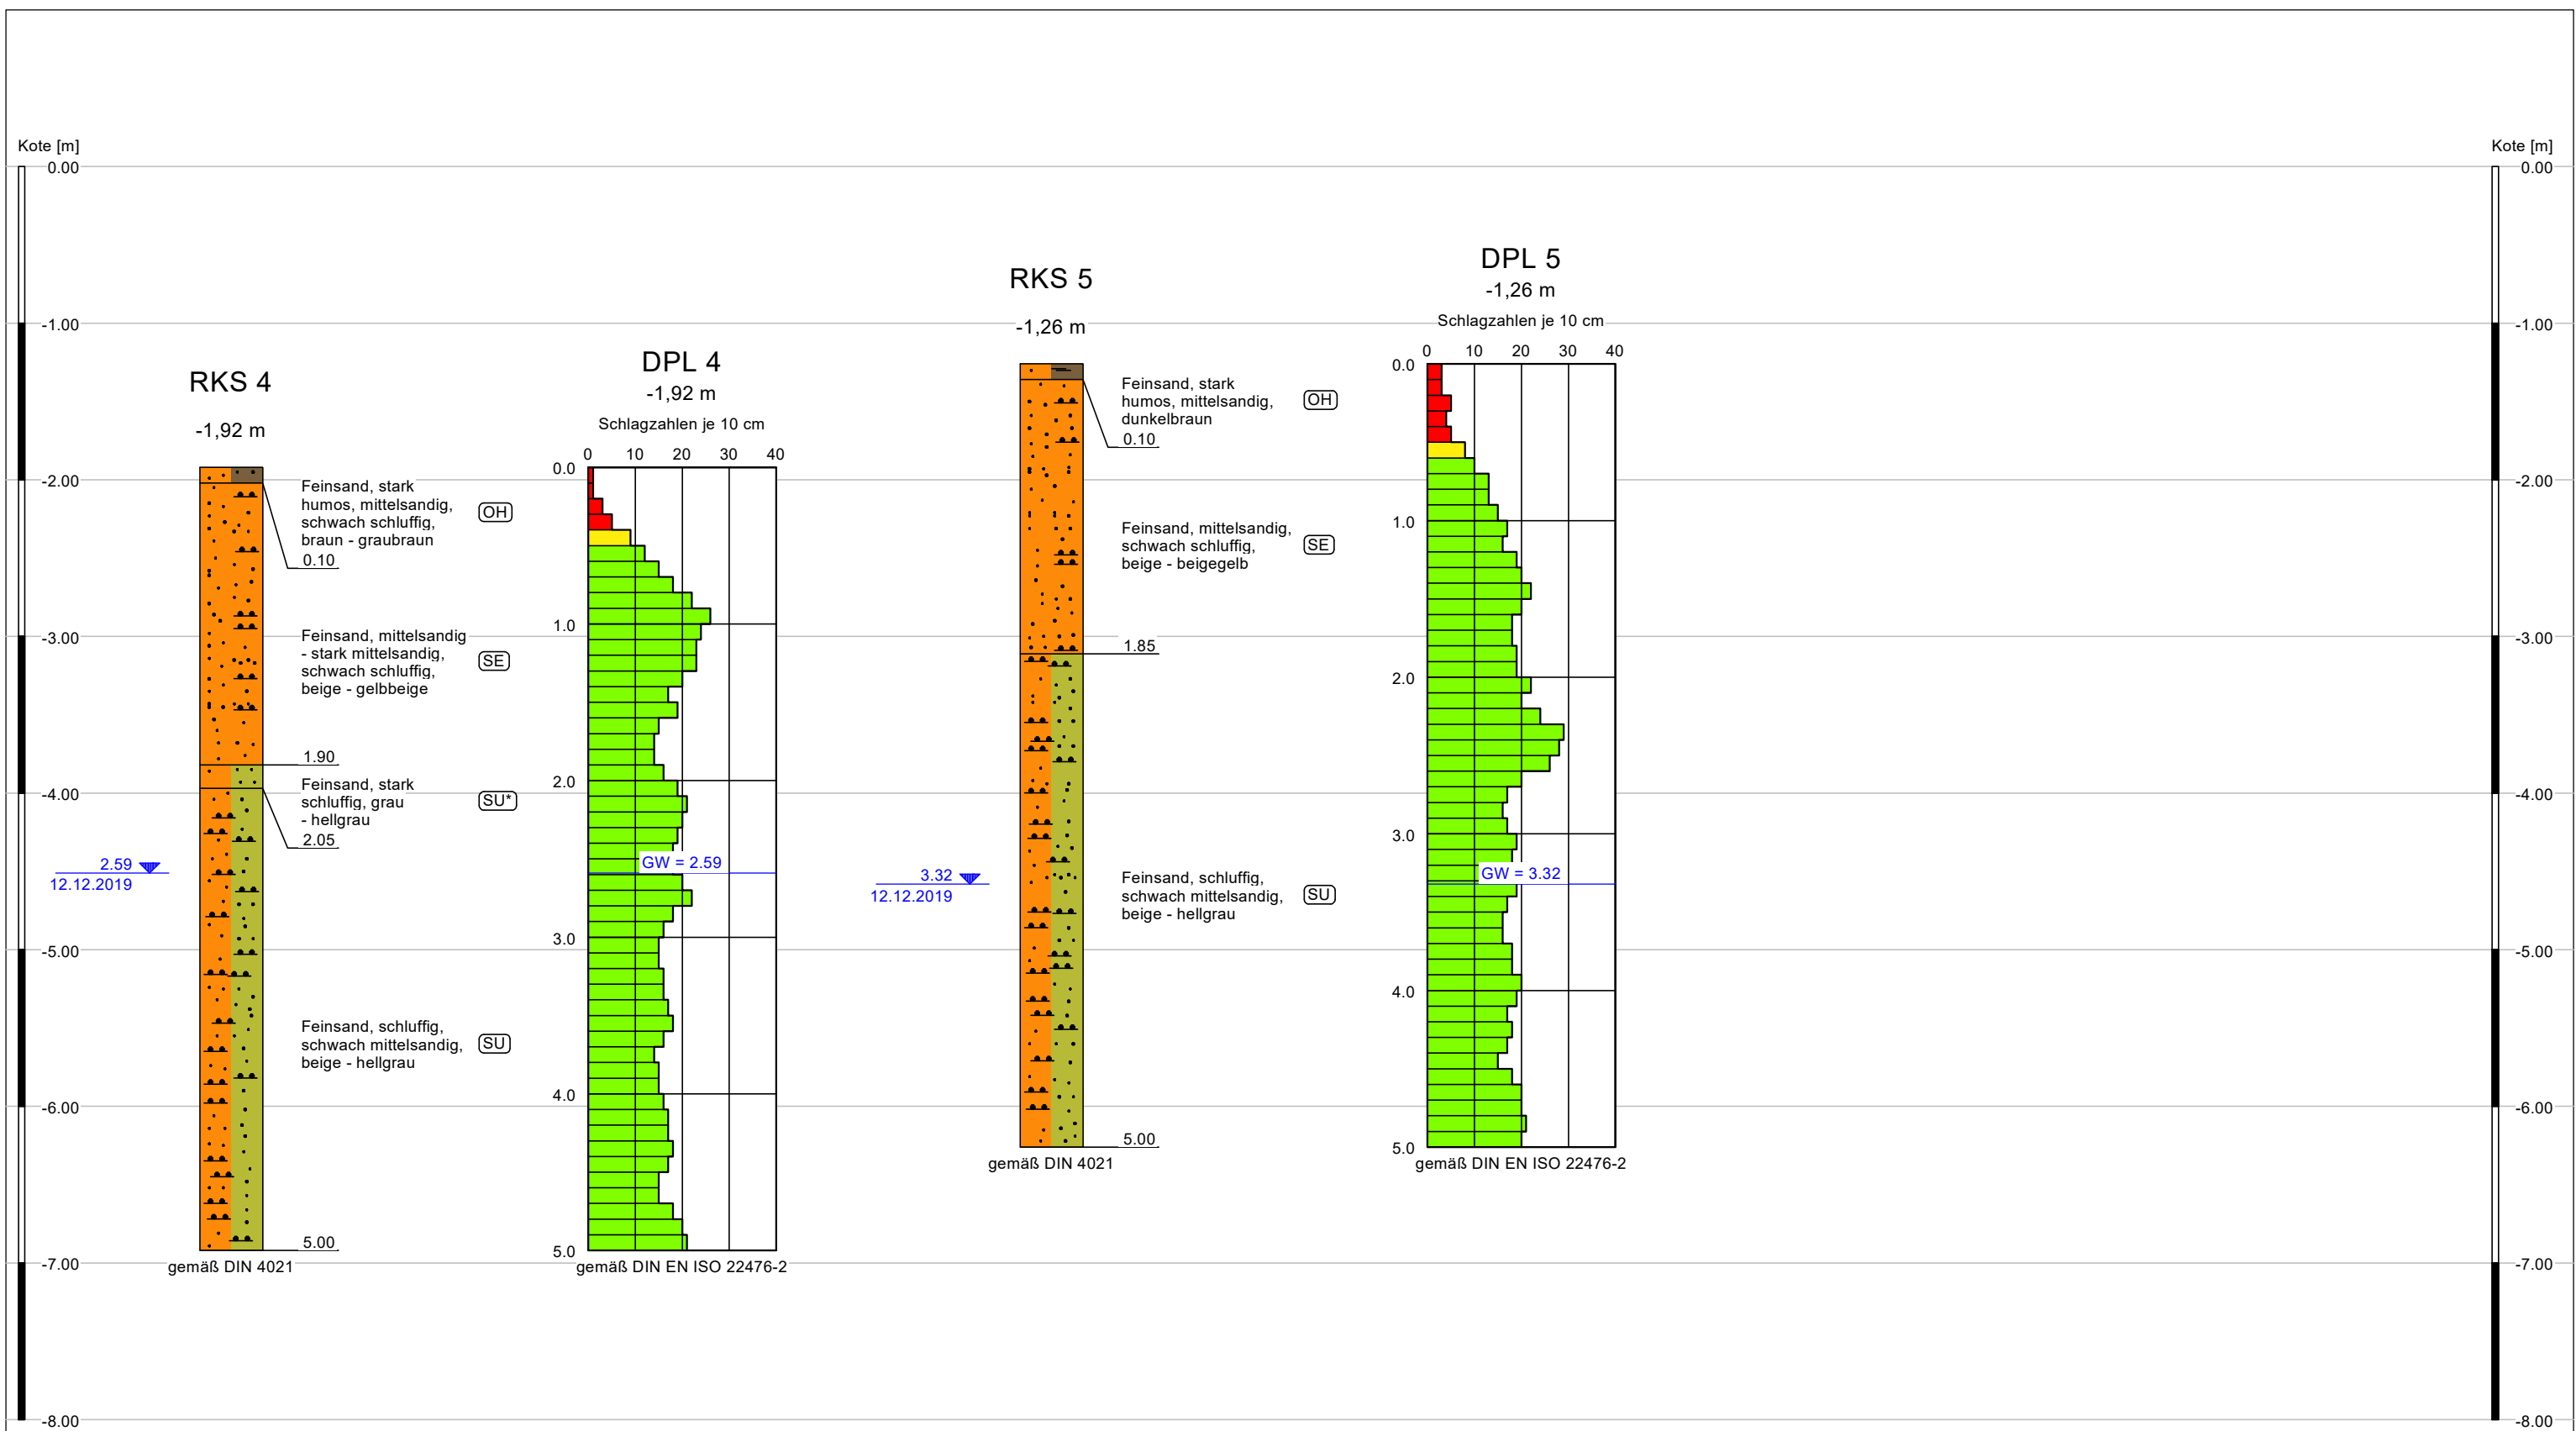 Kote [m]
0.00
-1.00
-2.00
-3.00
-4.00
-5.00
-6.00
-7.00
-8.00
RKS 4
-1,92 m
Feinsand, stark
humos, mittelsandig,
schwach schluffig,
braun - graubraun
0.10
OH
Feinsand, mittelsandig
- stark mittelsandig,
schwach schluffig,
beige - gelbbeige
1.90
SE
Feinsand, stark
schluffig, grau
- hellgrau
2.05
SU*
2.59
12.12.2019
Feinsand, schluffig,
schwach mittelsandig,
beige - hellgrau
5.00
SU
gemäß DIN 4021
DPL 4
-1,92 m
Schlagzahlen je 10 cm
0 10 20 30 40
0.0
1.0
2.0
GW = 2.59
3.0
4.0
5.0
gemäß DIN EN ISO 22476-2
RKS 5
-1,26 m
Feinsand, stark
humos, mittelsandig,
dunkelbraun
0.10
OH
Feinsand, mittelsandig,
schwach schluffig,
beige - beigegelb
1.85
SE
3.32
12.12.2019
Feinsand, schluffig,
schwach mittelsandig,
beige - hellgrau
5.00
SU
gemäß DIN 4021
DPL 5
-1,26 m
Schlagzahlen je 10 cm
0 10 20 30 40
0.0
1.0
2.0
3.0
GW = 3.32
4.0
5.0
gemäß DIN EN ISO 22476-2
Kote [m]
0.00
-1.00
-2.00
-3.00
-4.00
-5.00
-6.00
-7.00
-8.00